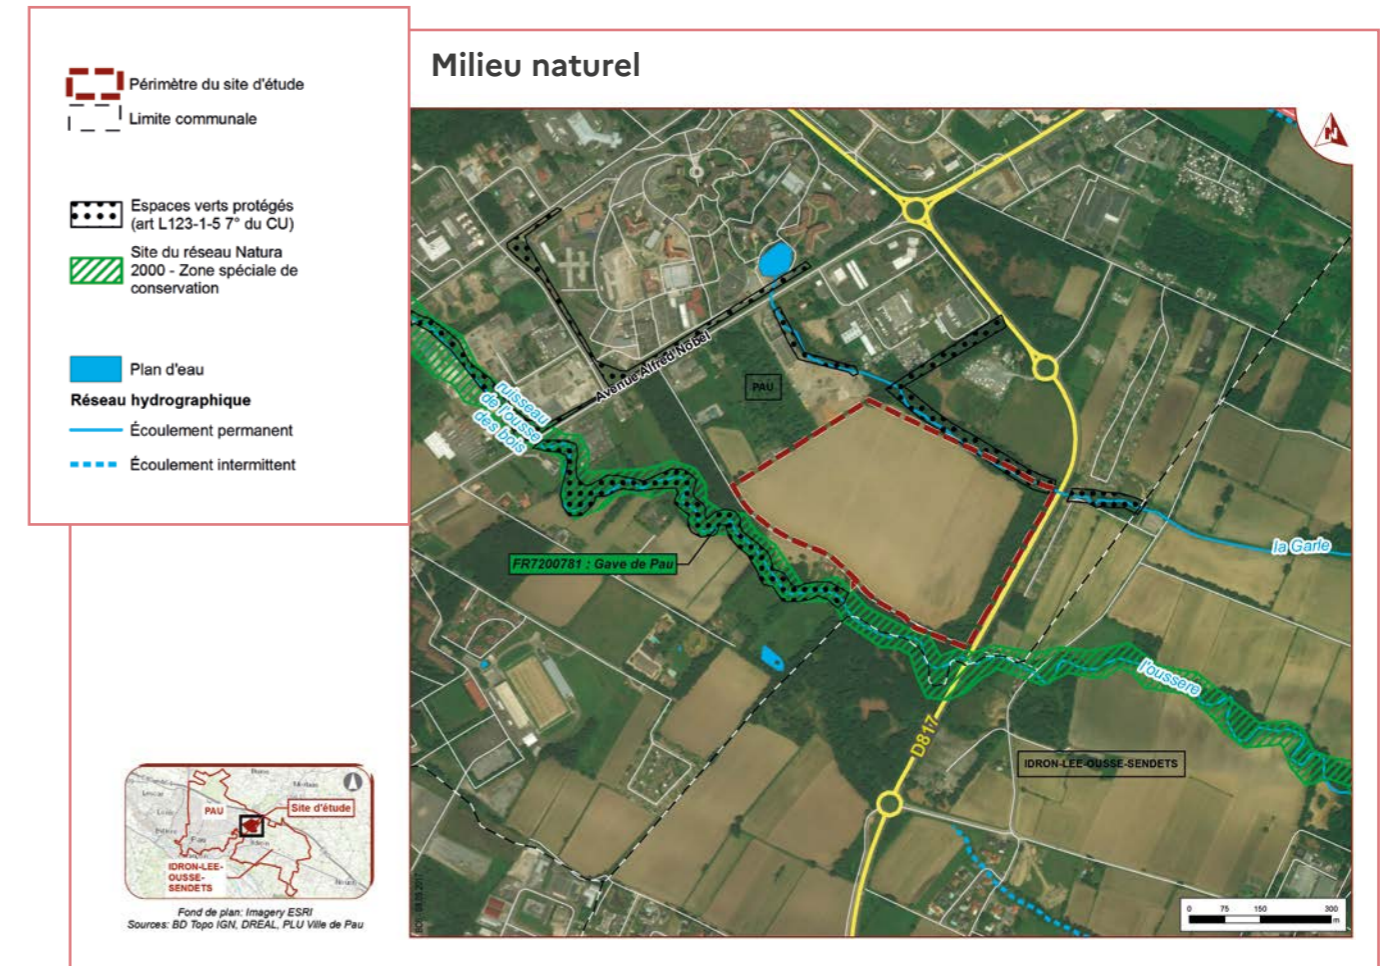 Milieu naturel
Périmètre du site d'étude
Limite communale
Espaces verts protégés
(art L123-1-5 7° du CU)
Site du réseau Natura
2000 - Zone spéciale de
conservation
Plan d'eau
Réseau hydrographique
Écoulement permanent
Écoulement intermittent
N
Avenue Alfred Nobel
PAU
ruisseau
de l'ousse
des bois
FR7200781 : Gave de Pau
la Garle
l'oussere
D817
IDRON-LEE-OUSSE-SENDETS
0 75 150 300
m
PAU
Site d'étude
IDRON-LEE-
OUSSE-
SENDETS
Fond de plan: Imagery ESRI
Sources: BD Topo IGN, DREAL, PLU Ville de Pau